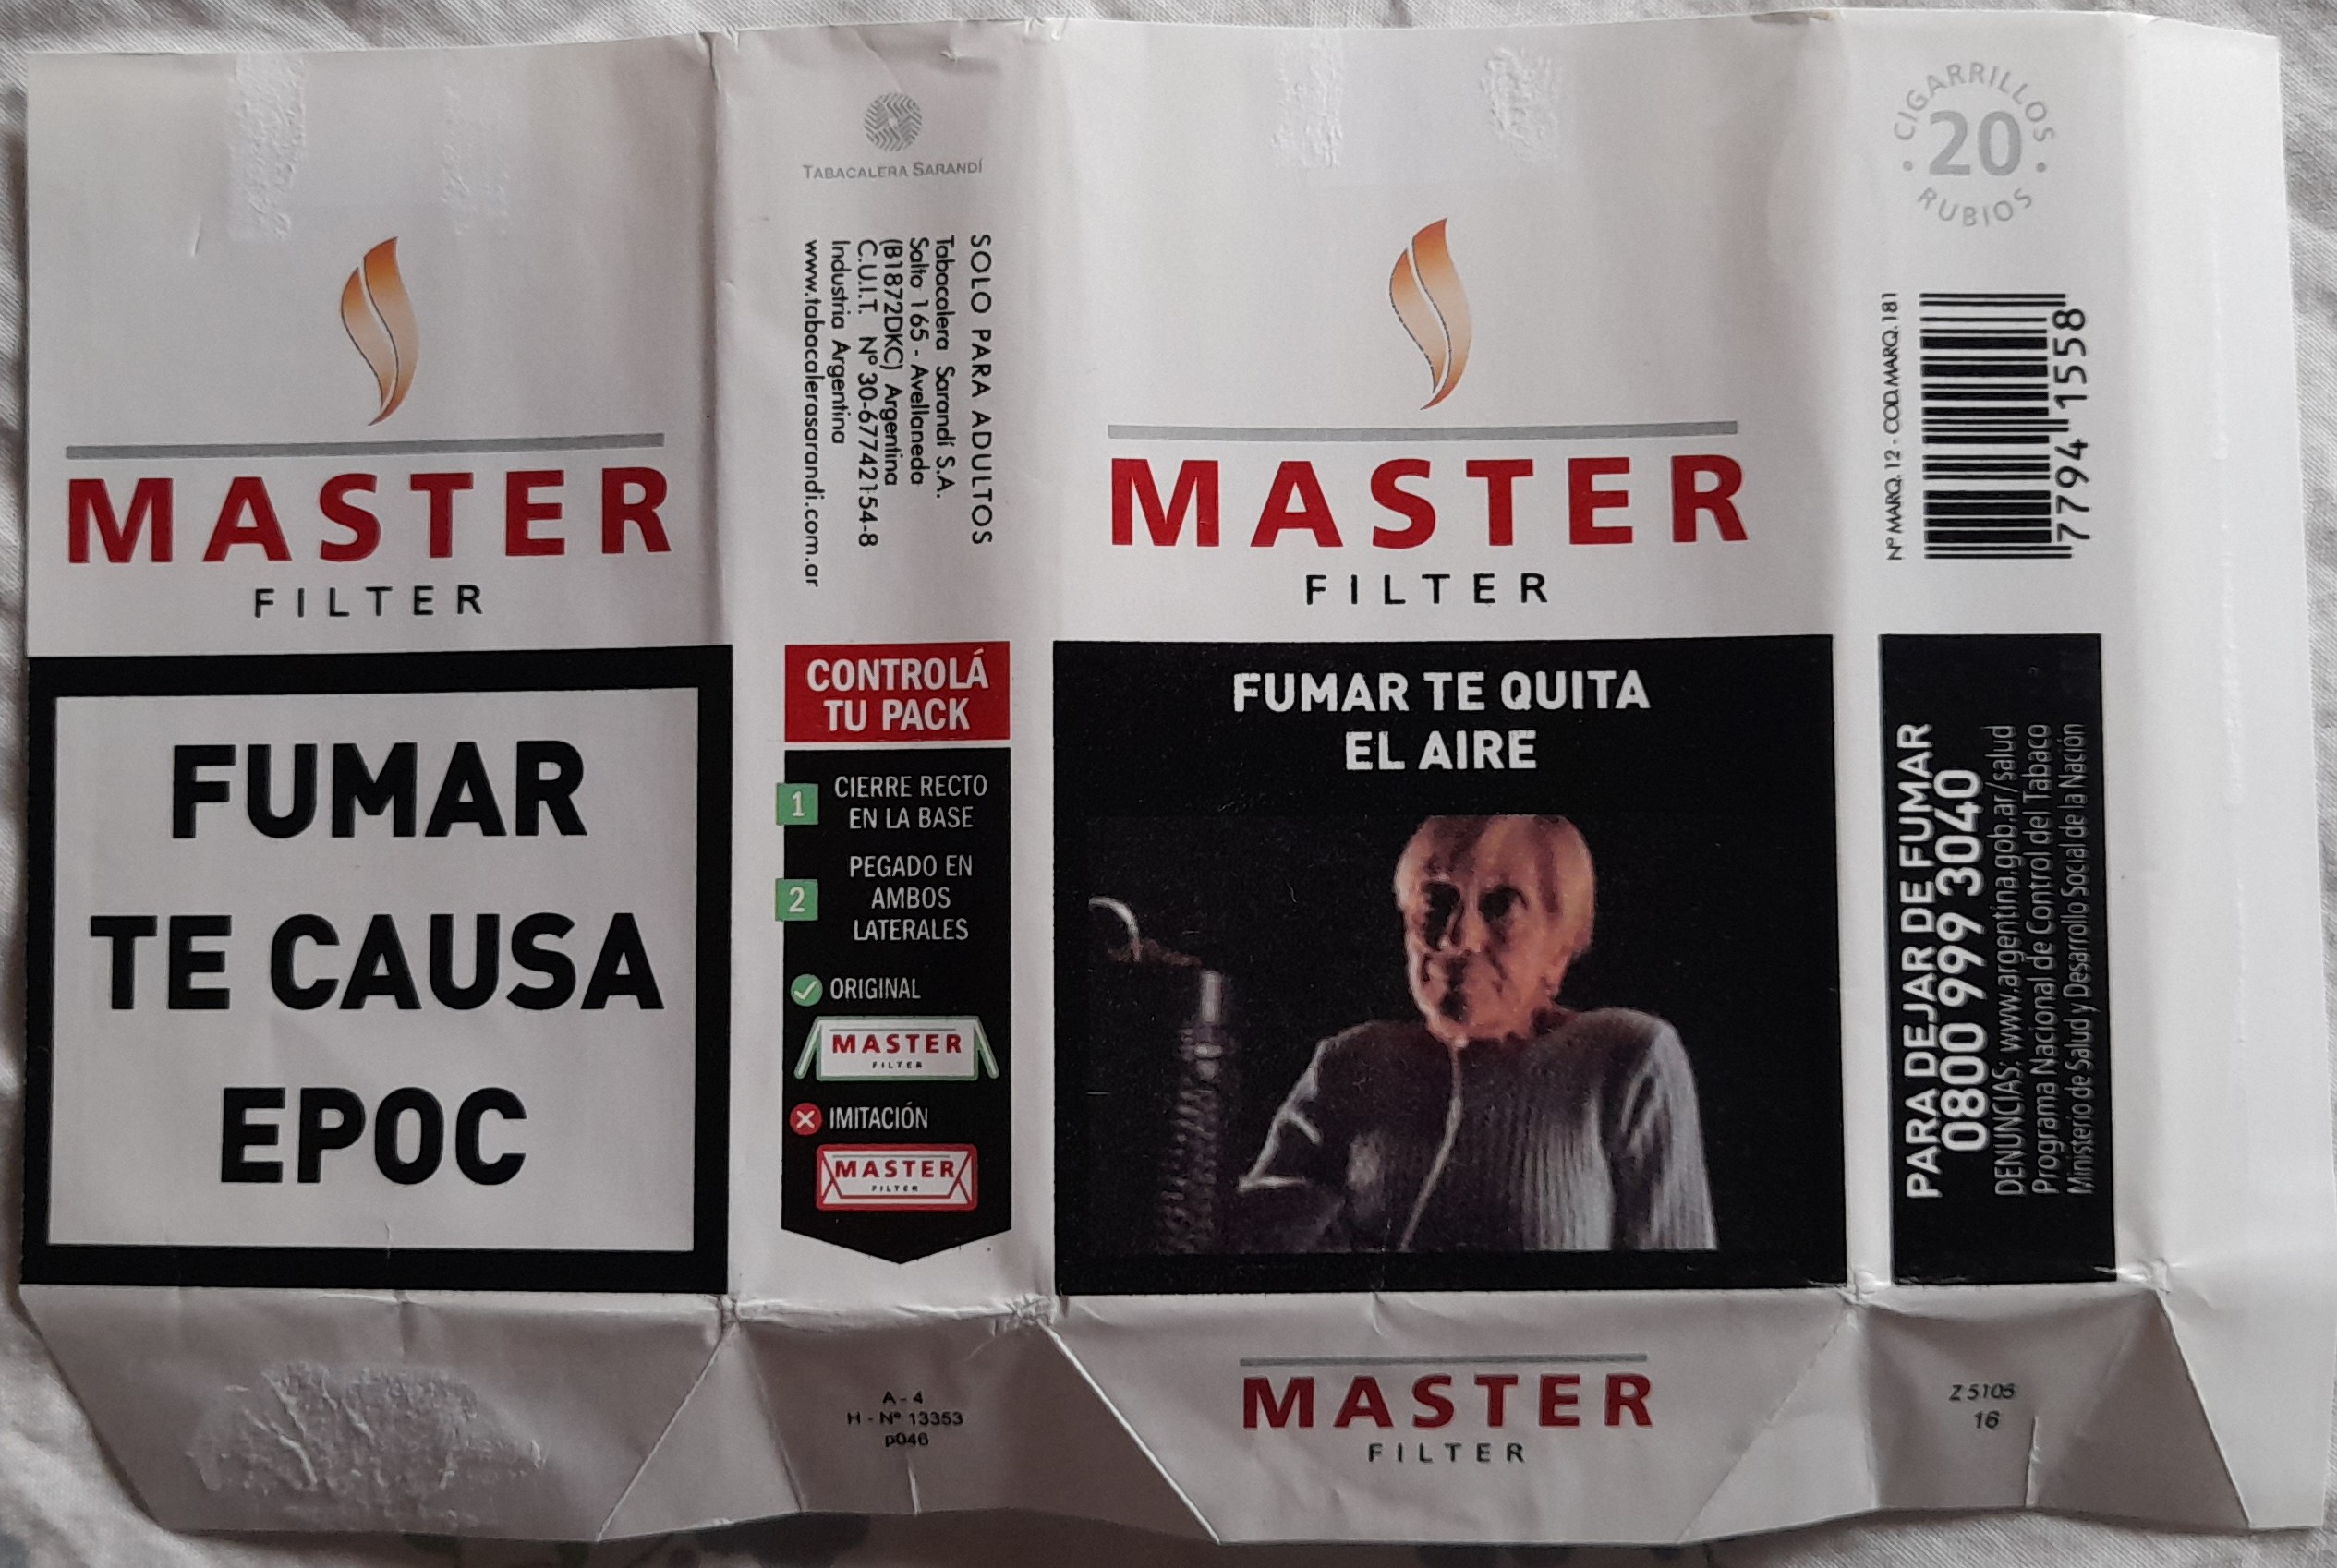 MASTER
FILTER
FUMAR
TE CAUSA
EPOC
TABACALERA SARANDÍ
SOLO PARA ADULTOS
Tabacalera Sarandí S.A.
Salto 165 - Avellaneda
(B1872DKC) Argentina
C.U.I.T. Nº 30-67742154-8
Industria Argentina
www.tabacalerasarandi.com.ar
CONTROLÁ
TU PACK
1 CIERRE RECTO
EN LA BASE
2 PEGADO EN
AMBOS
LATERALES
ORIGINAL
MASTER
FILTER
IMITACIÓN
MASTER
FILTER
A - 4
H - Nº 13353
p046
MASTER
FILTER
FUMAR TE QUITA
EL AIRE
MASTER
FILTER
CIGARRILLOS
20
RUBIOS
Nº MARQ. 12 - COD.MARQ.181
77941558
PARA DEJAR DE FUMAR
0800 999 3040
DENUNCIAS: www.argentina.gob.ar/salud
Programa Nacional de Control del Tabaco
Ministerio de Salud y Desarrollo Social de la Nación
Z 5105
16